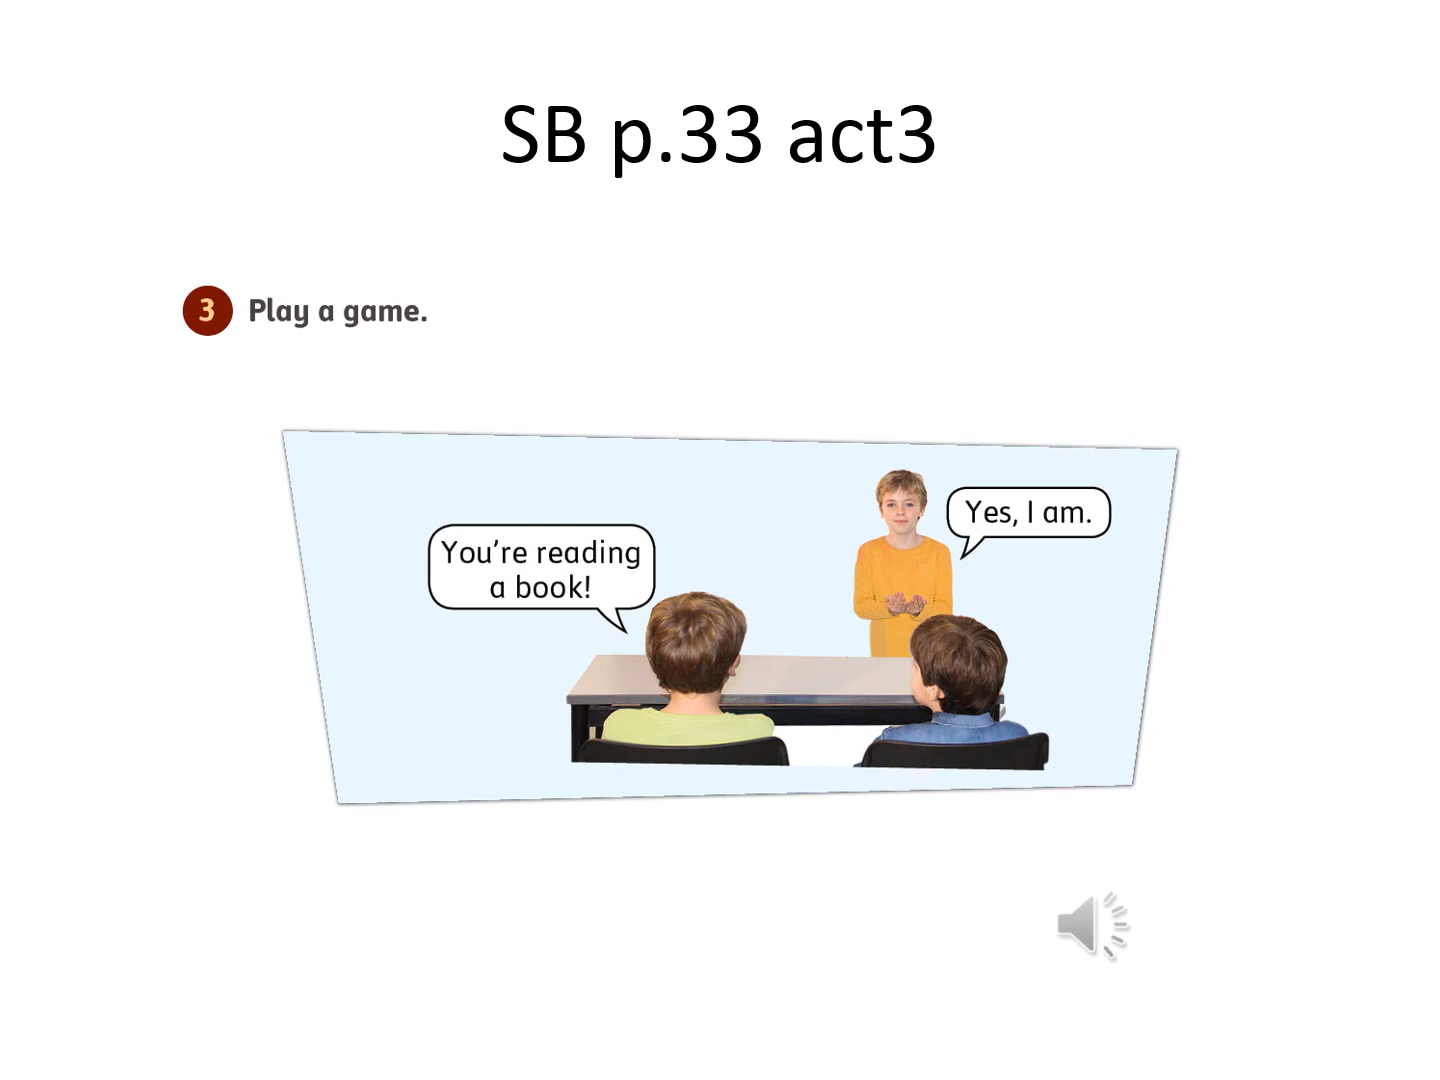 SB p.33 act3
3 Play a game.
You’re reading
a book!
Yes, I am.